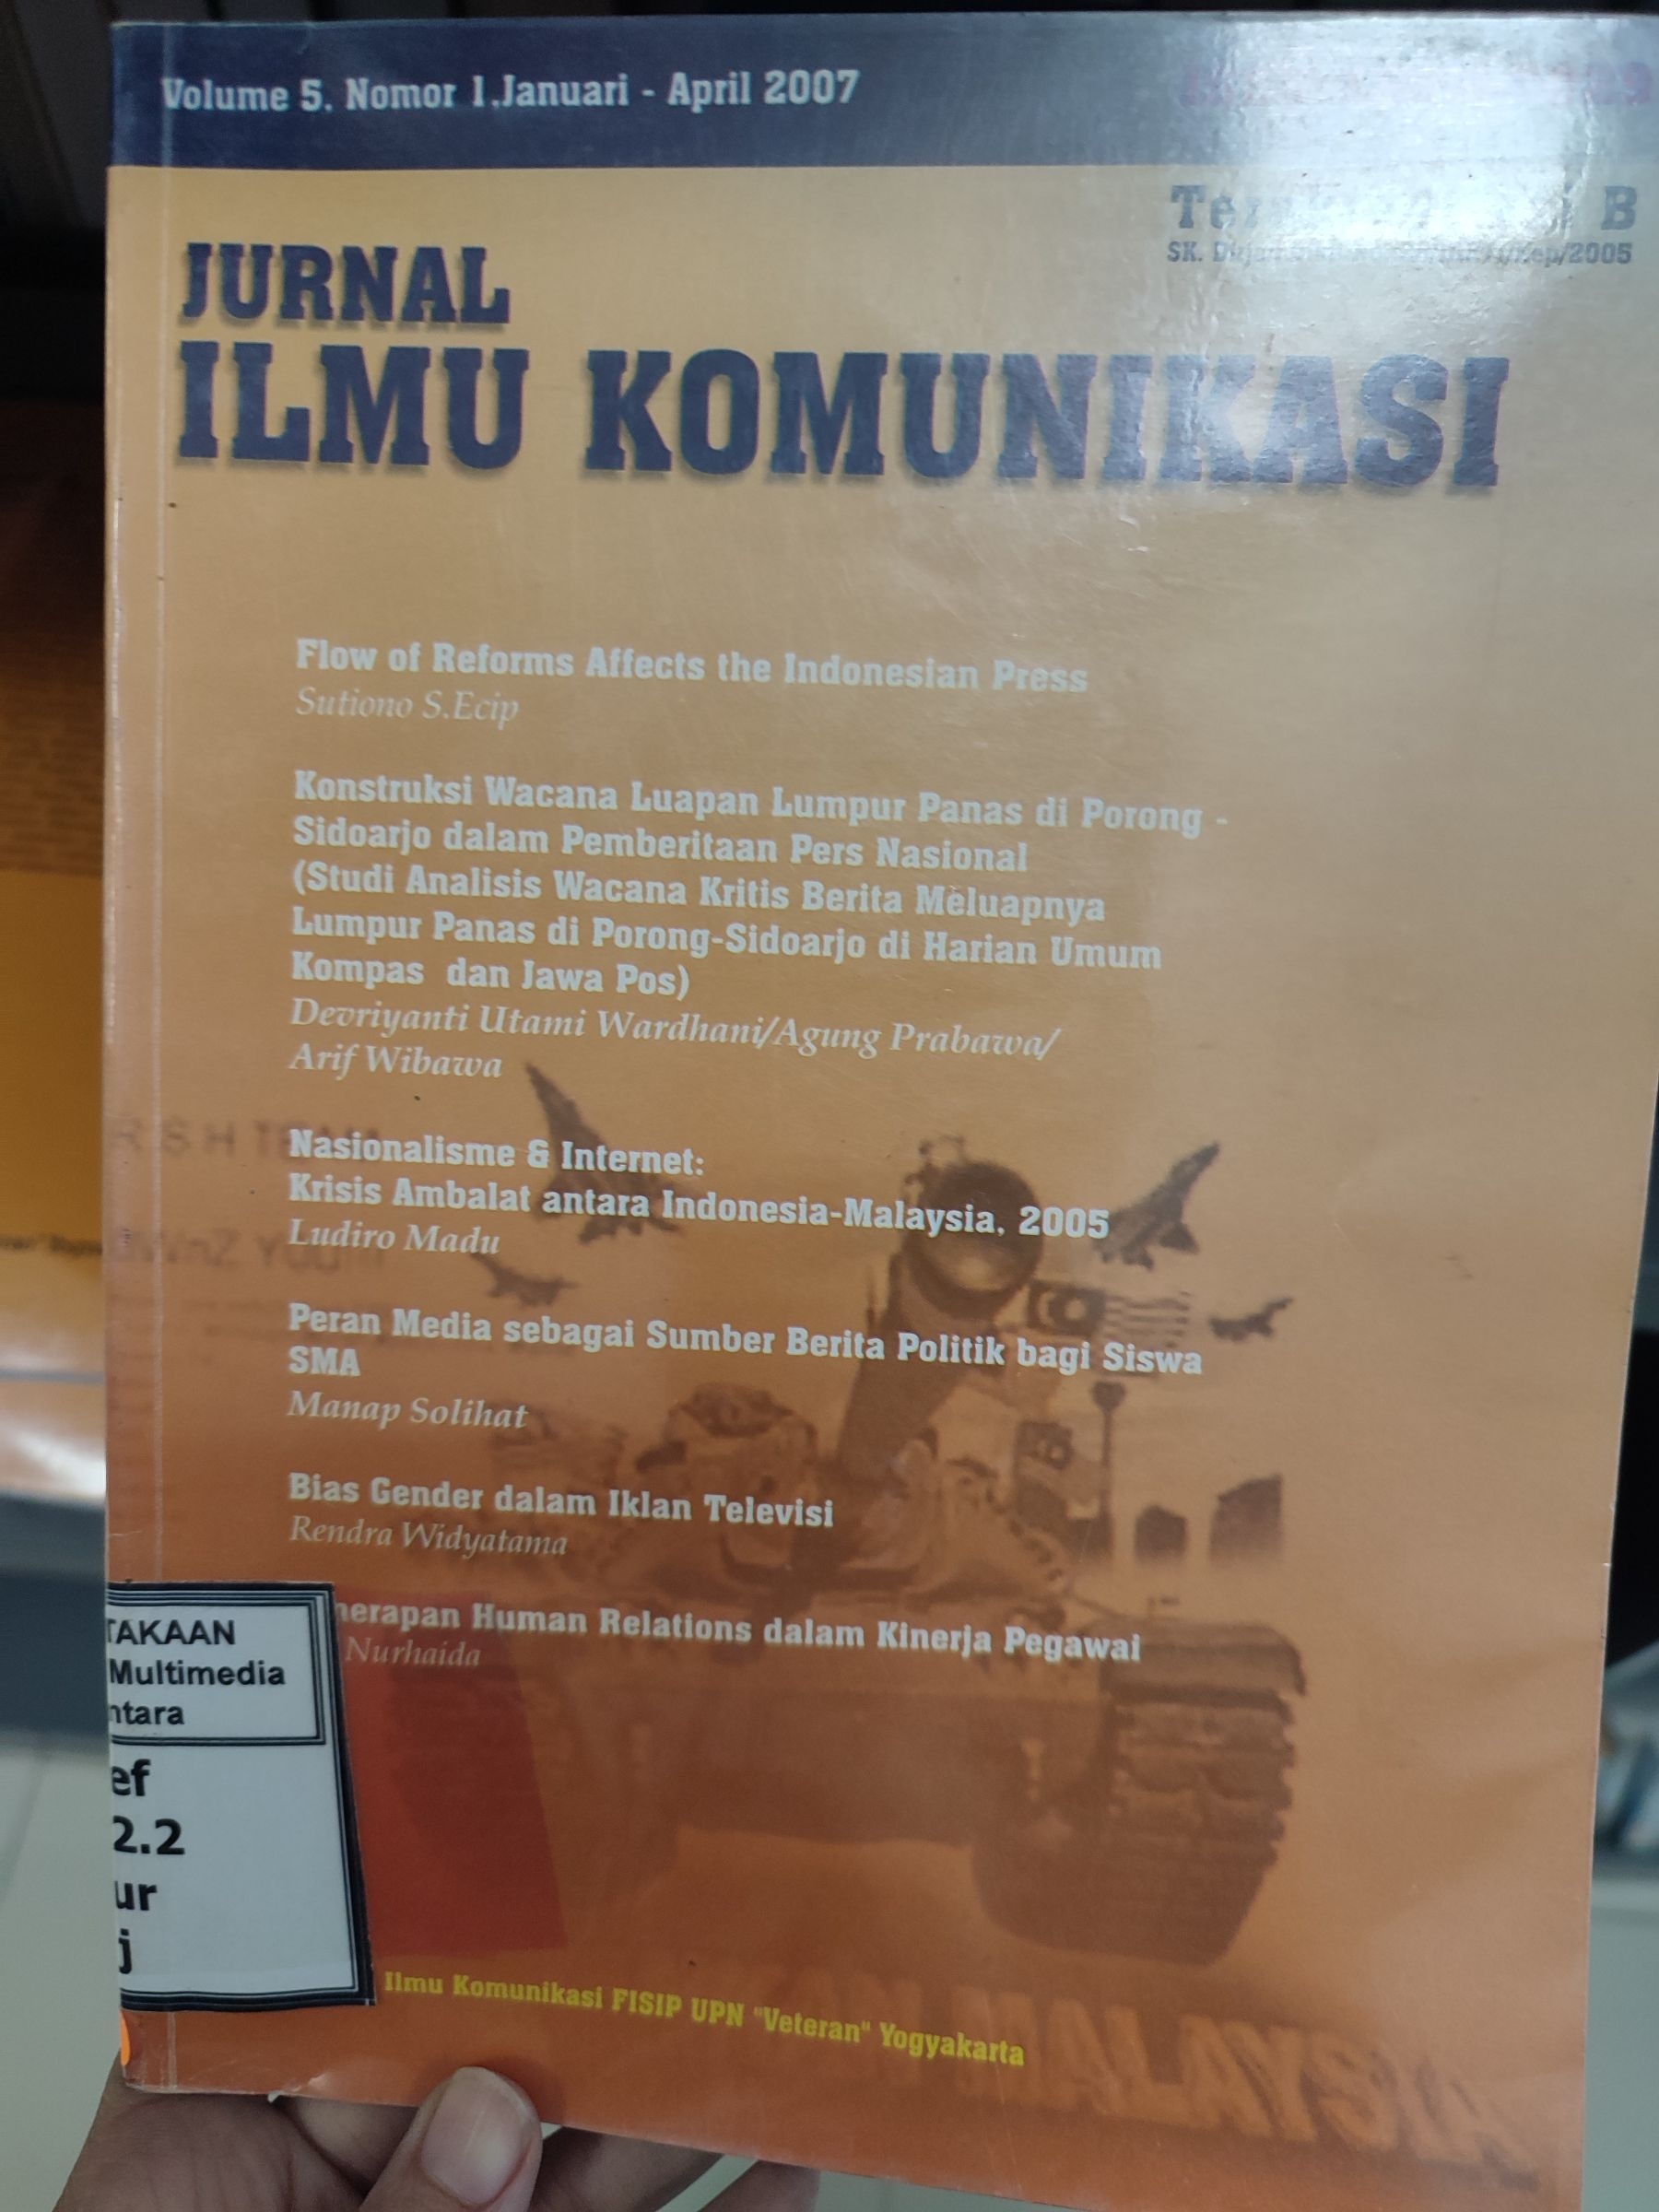 Volume 5. Nomor 1.Januari - April 2007
B
SK.
/2005
JURNAL
ILMU KOMUNIKASI
Flow of Reforms Affects the Indonesian Press
Sutiono S.Ecip
Konstruksi Wacana Luapan Lumpur Panas di Porong -
Sidoarjo dalam Pemberitaan Pers Nasional
(Studi Analisis Wacana Kritis Berita Meluapnya
Lumpur Panas di Porong-Sidoarjo di Harian Umum
Kompas dan Jawa Pos)
Devriyanti Utami Wardhani/Agung Prabawa/
Arif Wibawa
Nasionalisme & Internet:
Krisis Ambalat antara Indonesia-Malaysia, 2005
Ludiro Madu
Peran Media sebagai Sumber Berita Politik bagi Siswa
SMA
Manap Solihat
Bias Gender dalam Iklan Televisi
Rendra Widyatama
nerapan Human Relations dalam Kinerja Pegawai
Nurhaida
TAKAAN
Multimedia
ntara
ef
2.2
ur
j
Ilmu Komunikasi FISIP UPN "Veteran" Yogyakarta